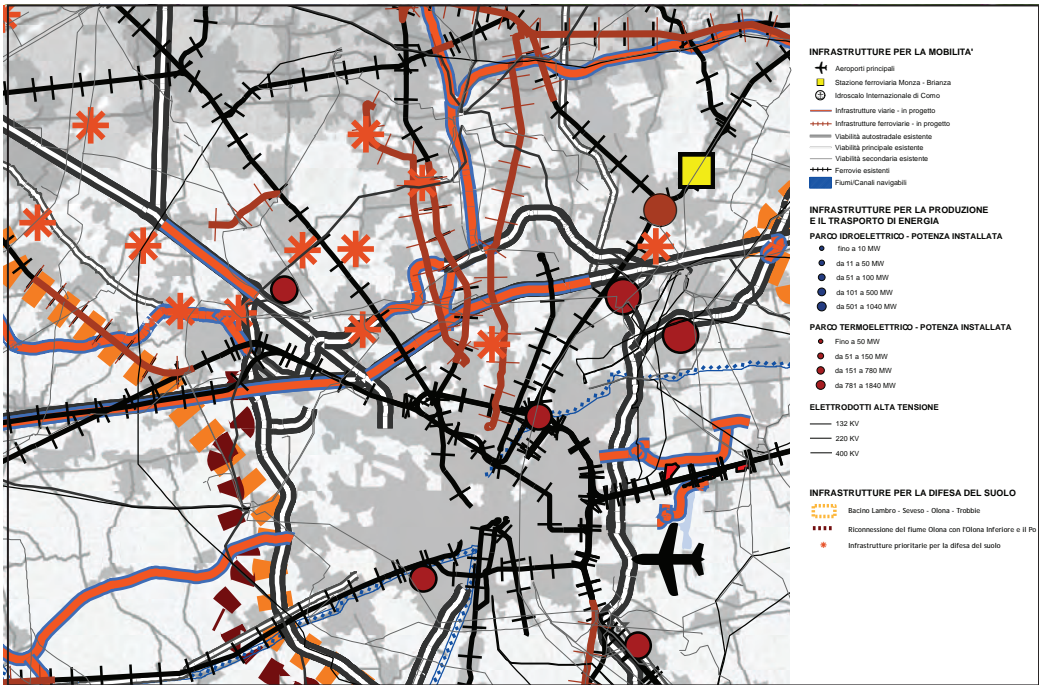 INFRASTRUTTURE PER LA MOBILITA'
Aeroporti principali
Stazione ferroviaria Monza - Brianza
Idroscalo Internazionale di Como
Infrastrutture viarie - in progetto
Infrastrutture ferroviarie - in progetto
Viabilità autostradale esistente
Viabilità principale esistente
Viabilità secondaria esistente
Ferrovie esistenti
Fiumi/Canali navigabili
INFRASTRUTTURE PER LA PRODUZIONE
E IL TRASPORTO DI ENERGIA
PARCO IDROELETTRICO - POTENZA INSTALLATA
fino a 10 MW
da 11 a 50 MW
da 51 a 100 MW
da 101 a 500 MW
da 501 a 1040 MW
PARCO TERMOELETTRICO - POTENZA INSTALLATA
Fino a 50 MW
da 51 a 150 MW
da 151 a 780 MW
da 781 a 1840 MW
ELETTRODOTTI ALTA TENSIONE
132 KV
220 KV
400 KV
INFRASTRUTTURE PER LA DIFESA DEL SUOLO
Bacino Lambro - Seveso - Olona - Trobbie
Riconnessione del fiume Olona con l'Olona Inferiore e il Po
Infrastrutture prioritarie per la difesa del suolo